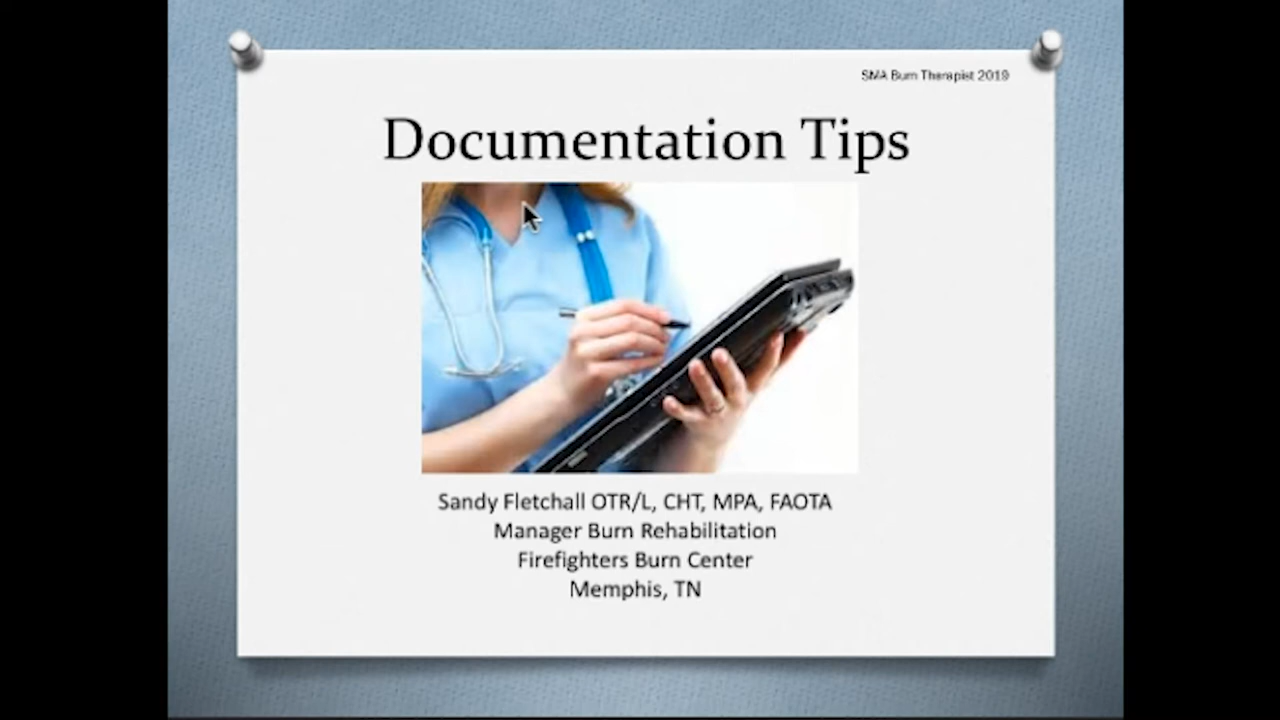 SMA Burn Therapist 2019
Documentation Tips
Sandy Fletchall OTR/L, CHT, MPA, FAOTA
Manager Burn Rehabilitation
Firefighters Burn Center
Memphis, TN